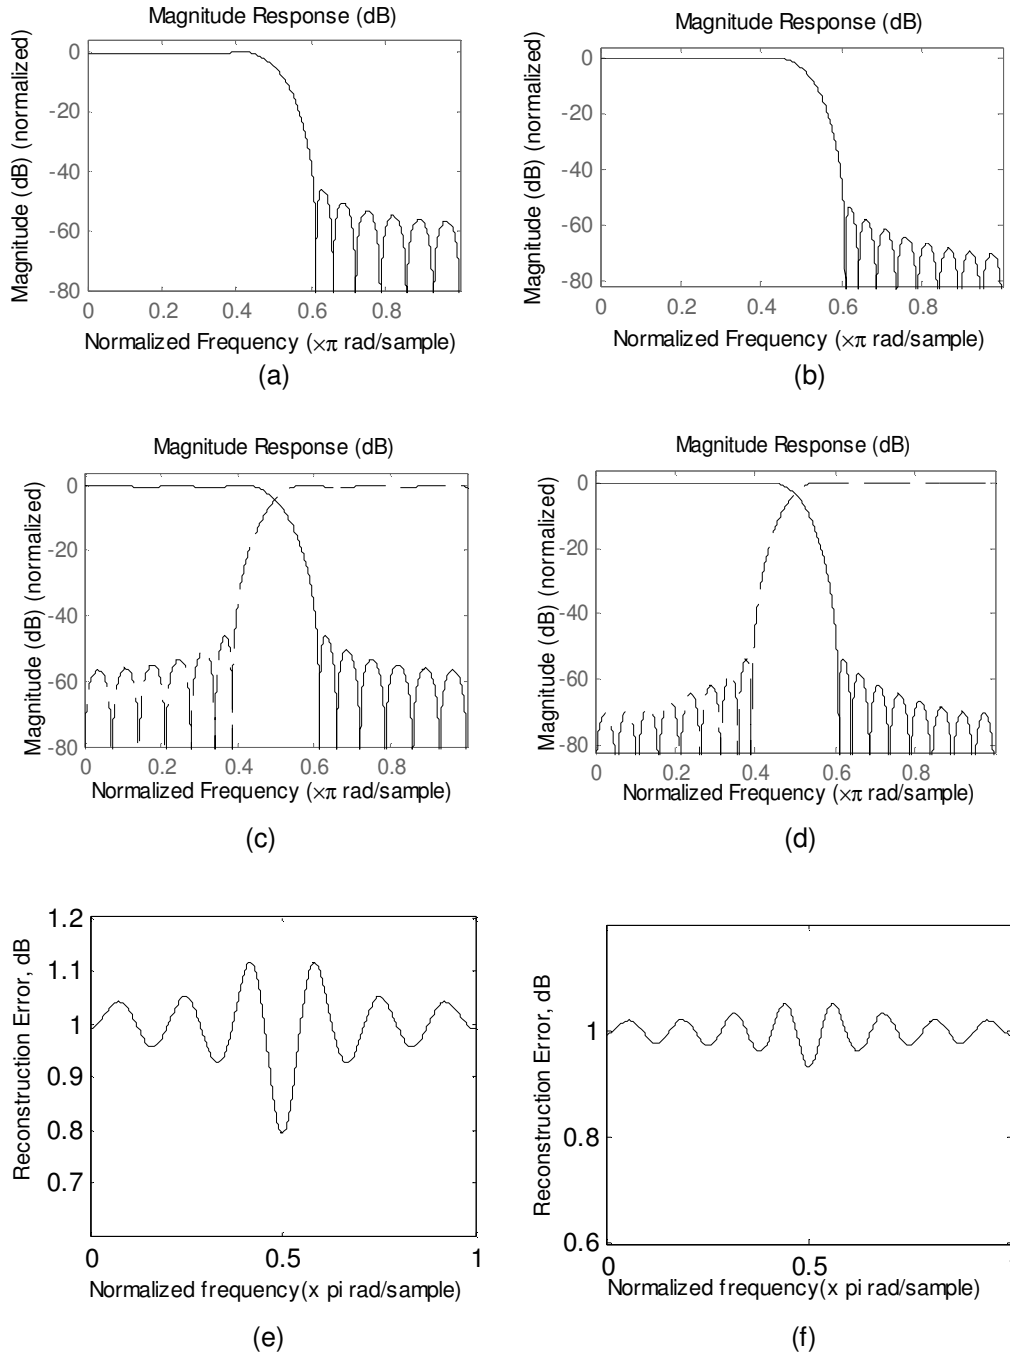 Magnitude Response (dB)
Magnitude (dB) (normalized)
0
-20
-40
-60
-80
0 0.2 0.4 0.6 0.8
Normalized Frequency (×π rad/sample)
(a)
Magnitude Response (dB)
Magnitude (dB) (normalized)
0
-20
-40
-60
-80
0 0.2 0.4 0.6 0.8
Normalized Frequency (×π rad/sample)
(b)
Magnitude Response (dB)
Magnitude (dB) (normalized)
0
-20
-40
-60
-80
0 0.2 0.4 0.6 0.8
Normalized Frequency (×π rad/sample)
(c)
Magnitude Response (dB)
Magnitude (dB) (normalized)
0
-20
-40
-60
-80
0 0.2 0.4 0.6 0.8
Normalized Frequency (×π rad/sample)
(d)
Reconstruction Error, dB
1.2
1.1
1
0.9
0.8
0.7
0 0.5 1
Normalized frequency(x pi rad/sample)
(e)
Reconstruction Error, dB
1
0.8
0.6
0 0.5 1
Normalized frequency(x pi rad/sample)
(f)